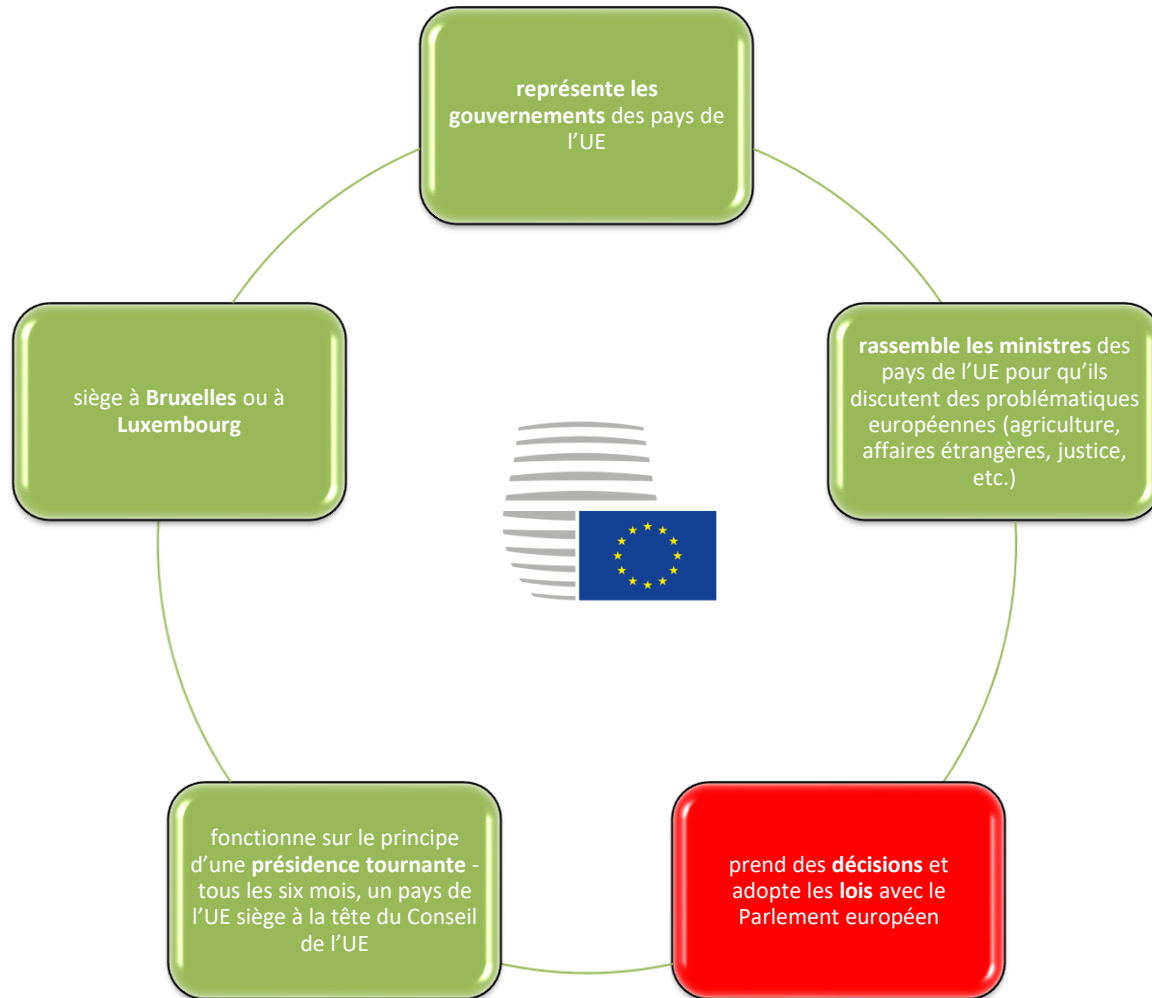 représente les
gouvernements des pays de
l’UE
rassemble les ministres des
pays de l’UE pour qu’ils
discutent des problématiques
européennes (agriculture,
affaires étrangères, justice,
etc.)
prend des décisions et
adopte les lois avec le
Parlement européen
fonctionne sur le principe
d’une présidence tournante -
tous les six mois, un pays de
l’UE siège à la tête du Conseil
de l’UE
siège à Bruxelles ou à
Luxembourg